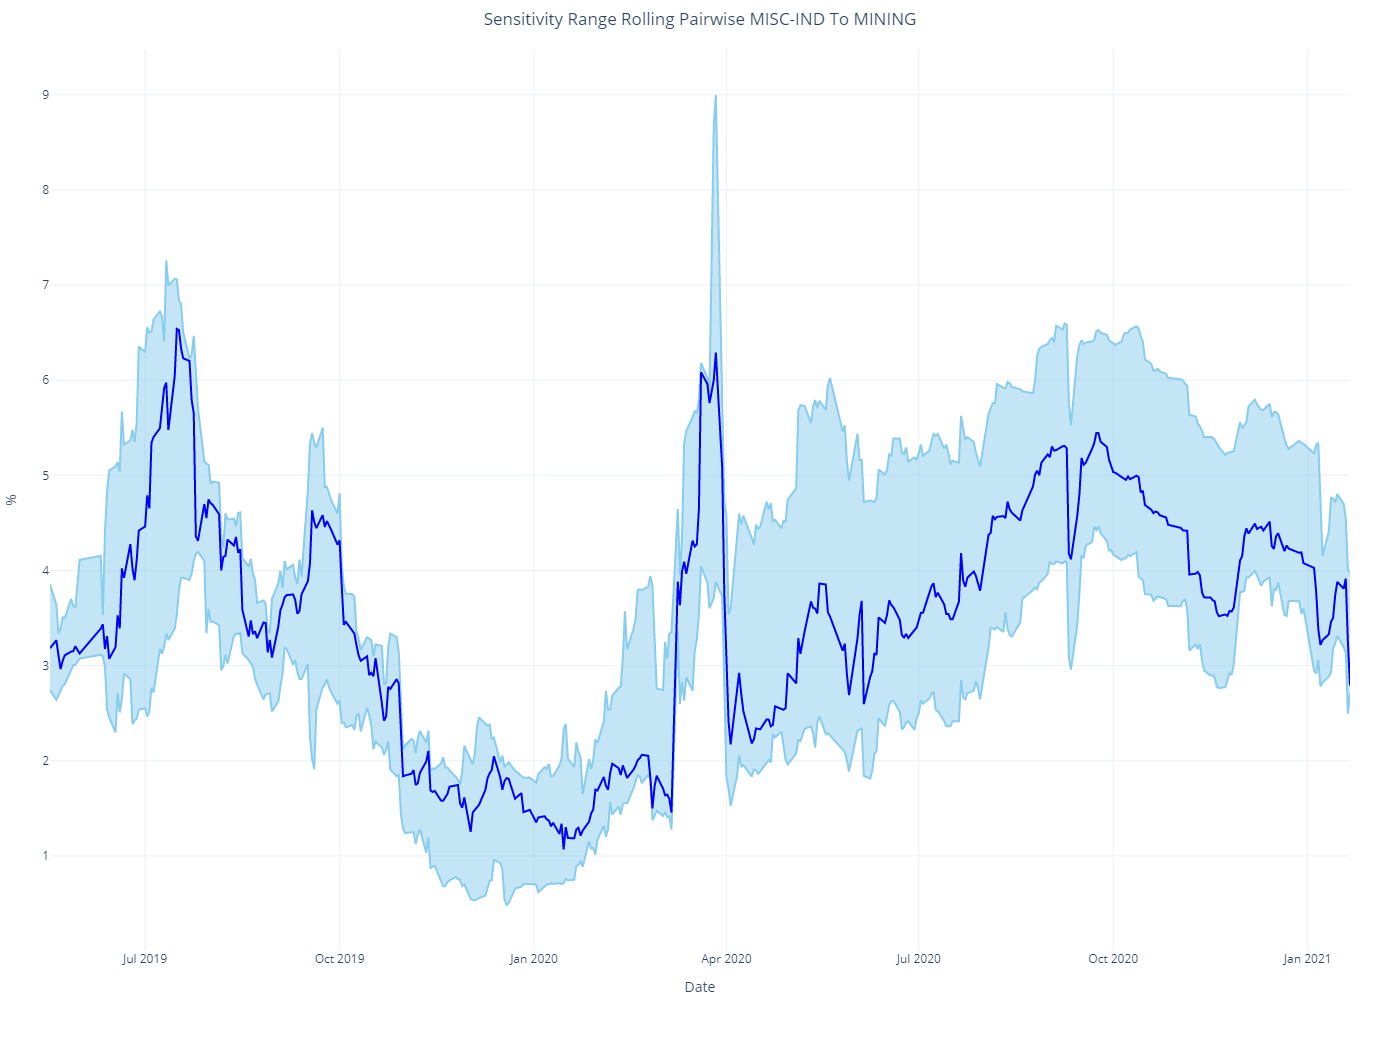 Sensitivity Range Rolling Pairwise MISC-IND To MINING
9
8
7
6
5
4
3
2
1
%
Jul 2019
Oct 2019
Jan 2020
Apr 2020
Jul 2020
Oct 2020
Jan 2021
Date